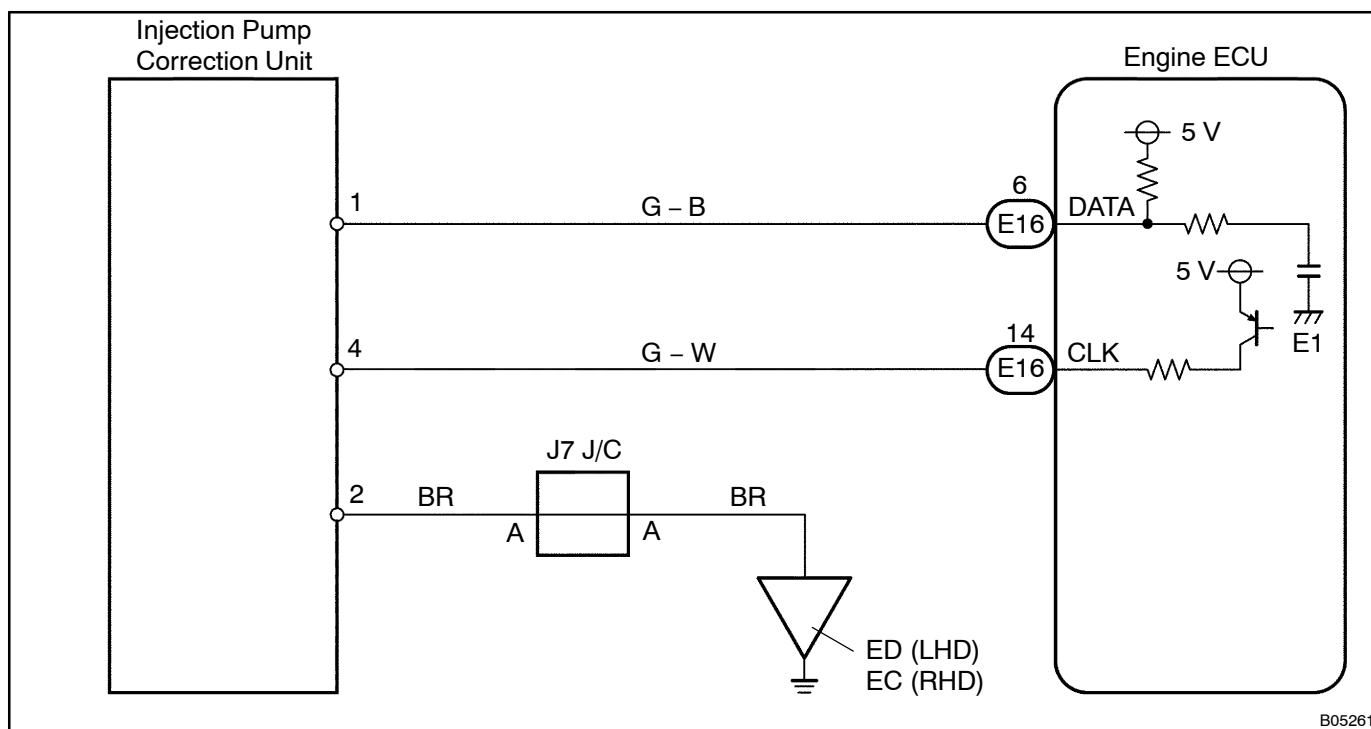 Injection Pump
Correction Unit
Engine ECU
5 V
1
G – B
6
E16
DATA
5 V
E1
4
G – W
14
E16
CLK
J7 J/C
2
BR
A
A
BR
ED (LHD)
EC (RHD)
B05261